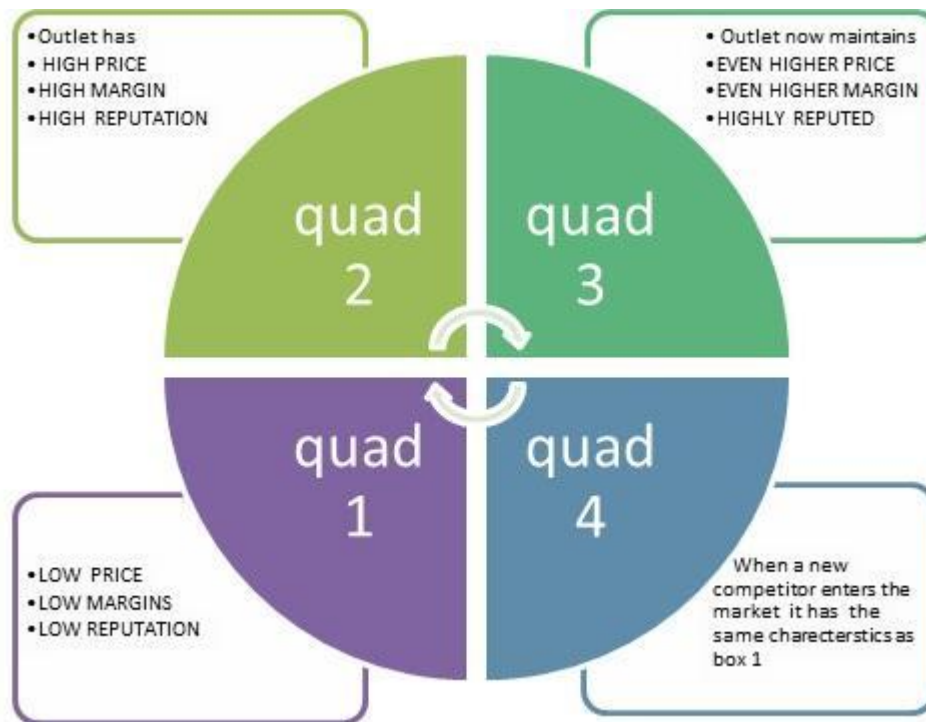 •Outlet has
• HIGH PRICE
•HIGH MARGIN
•HIGH REPUTATION
• Outlet now maintains
•EVEN HIGHER PRICE
•EVEN HIGHER MARGIN
•HIGHLY REPUTED
quad
2
quad
3
quad
1
quad
4
•LOW PRICE
•LOW MARGINS
•LOW REPUTATION
When a new
competitor enters the
market it has the
same charecterstics as
box 1